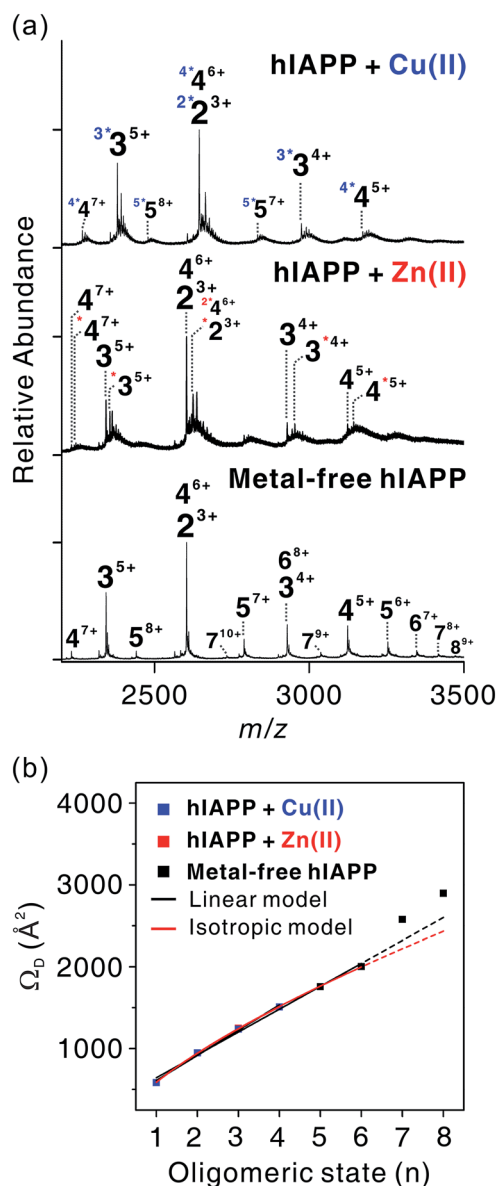 (a)
hIAPP + Cu(II)
2*4⁶⁺
4*4⁶⁺
2*2³⁺
3*3⁵⁺
3*3⁴⁺
4*4⁷⁺
5*5⁸⁺
5*5⁷⁺
4*4⁵⁺
hIAPP + Zn(II)
4⁷⁺
*4⁷⁺
3⁵⁺
*3⁵⁺
4⁶⁺
2³⁺
2*4⁶⁺
*2³⁺
3⁴⁺
3*⁴⁺
4⁵⁺
4*⁵⁺
Relative Abundance
Metal-free hIAPP
4⁶⁺
2³⁺
3⁵⁺
6⁸⁺
3⁴⁺
4⁷⁺
5⁸⁺
7¹⁰⁺
5⁷⁺
7⁹⁺
4⁵⁺
5⁶⁺
6⁷⁺
7⁸⁺
8⁹⁺
2500
3000
3500
m/z
(b)
4000
3000
2000
1000
Ω_D (Å²)
hIAPP + Cu(II)
hIAPP + Zn(II)
Metal-free hIAPP
Linear model
Isotropic model
1 2 3 4 5 6 7 8
Oligomeric state (n)